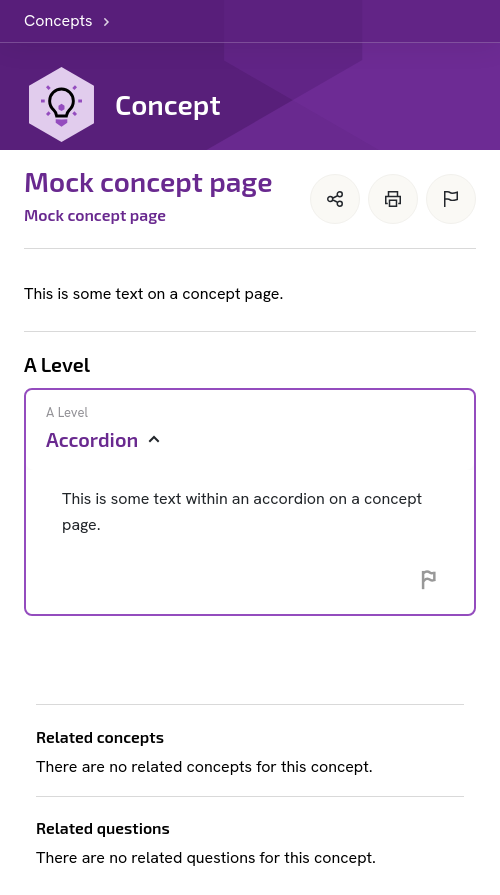 Concepts
Concept
Mock concept page
Mock concept page
This is some text on a concept page.
A Level
A Level
Accordion
This is some text within an accordion on a concept
page.
Related concepts
There are no related concepts for this concept.
Related questions
There are no related questions for this concept.